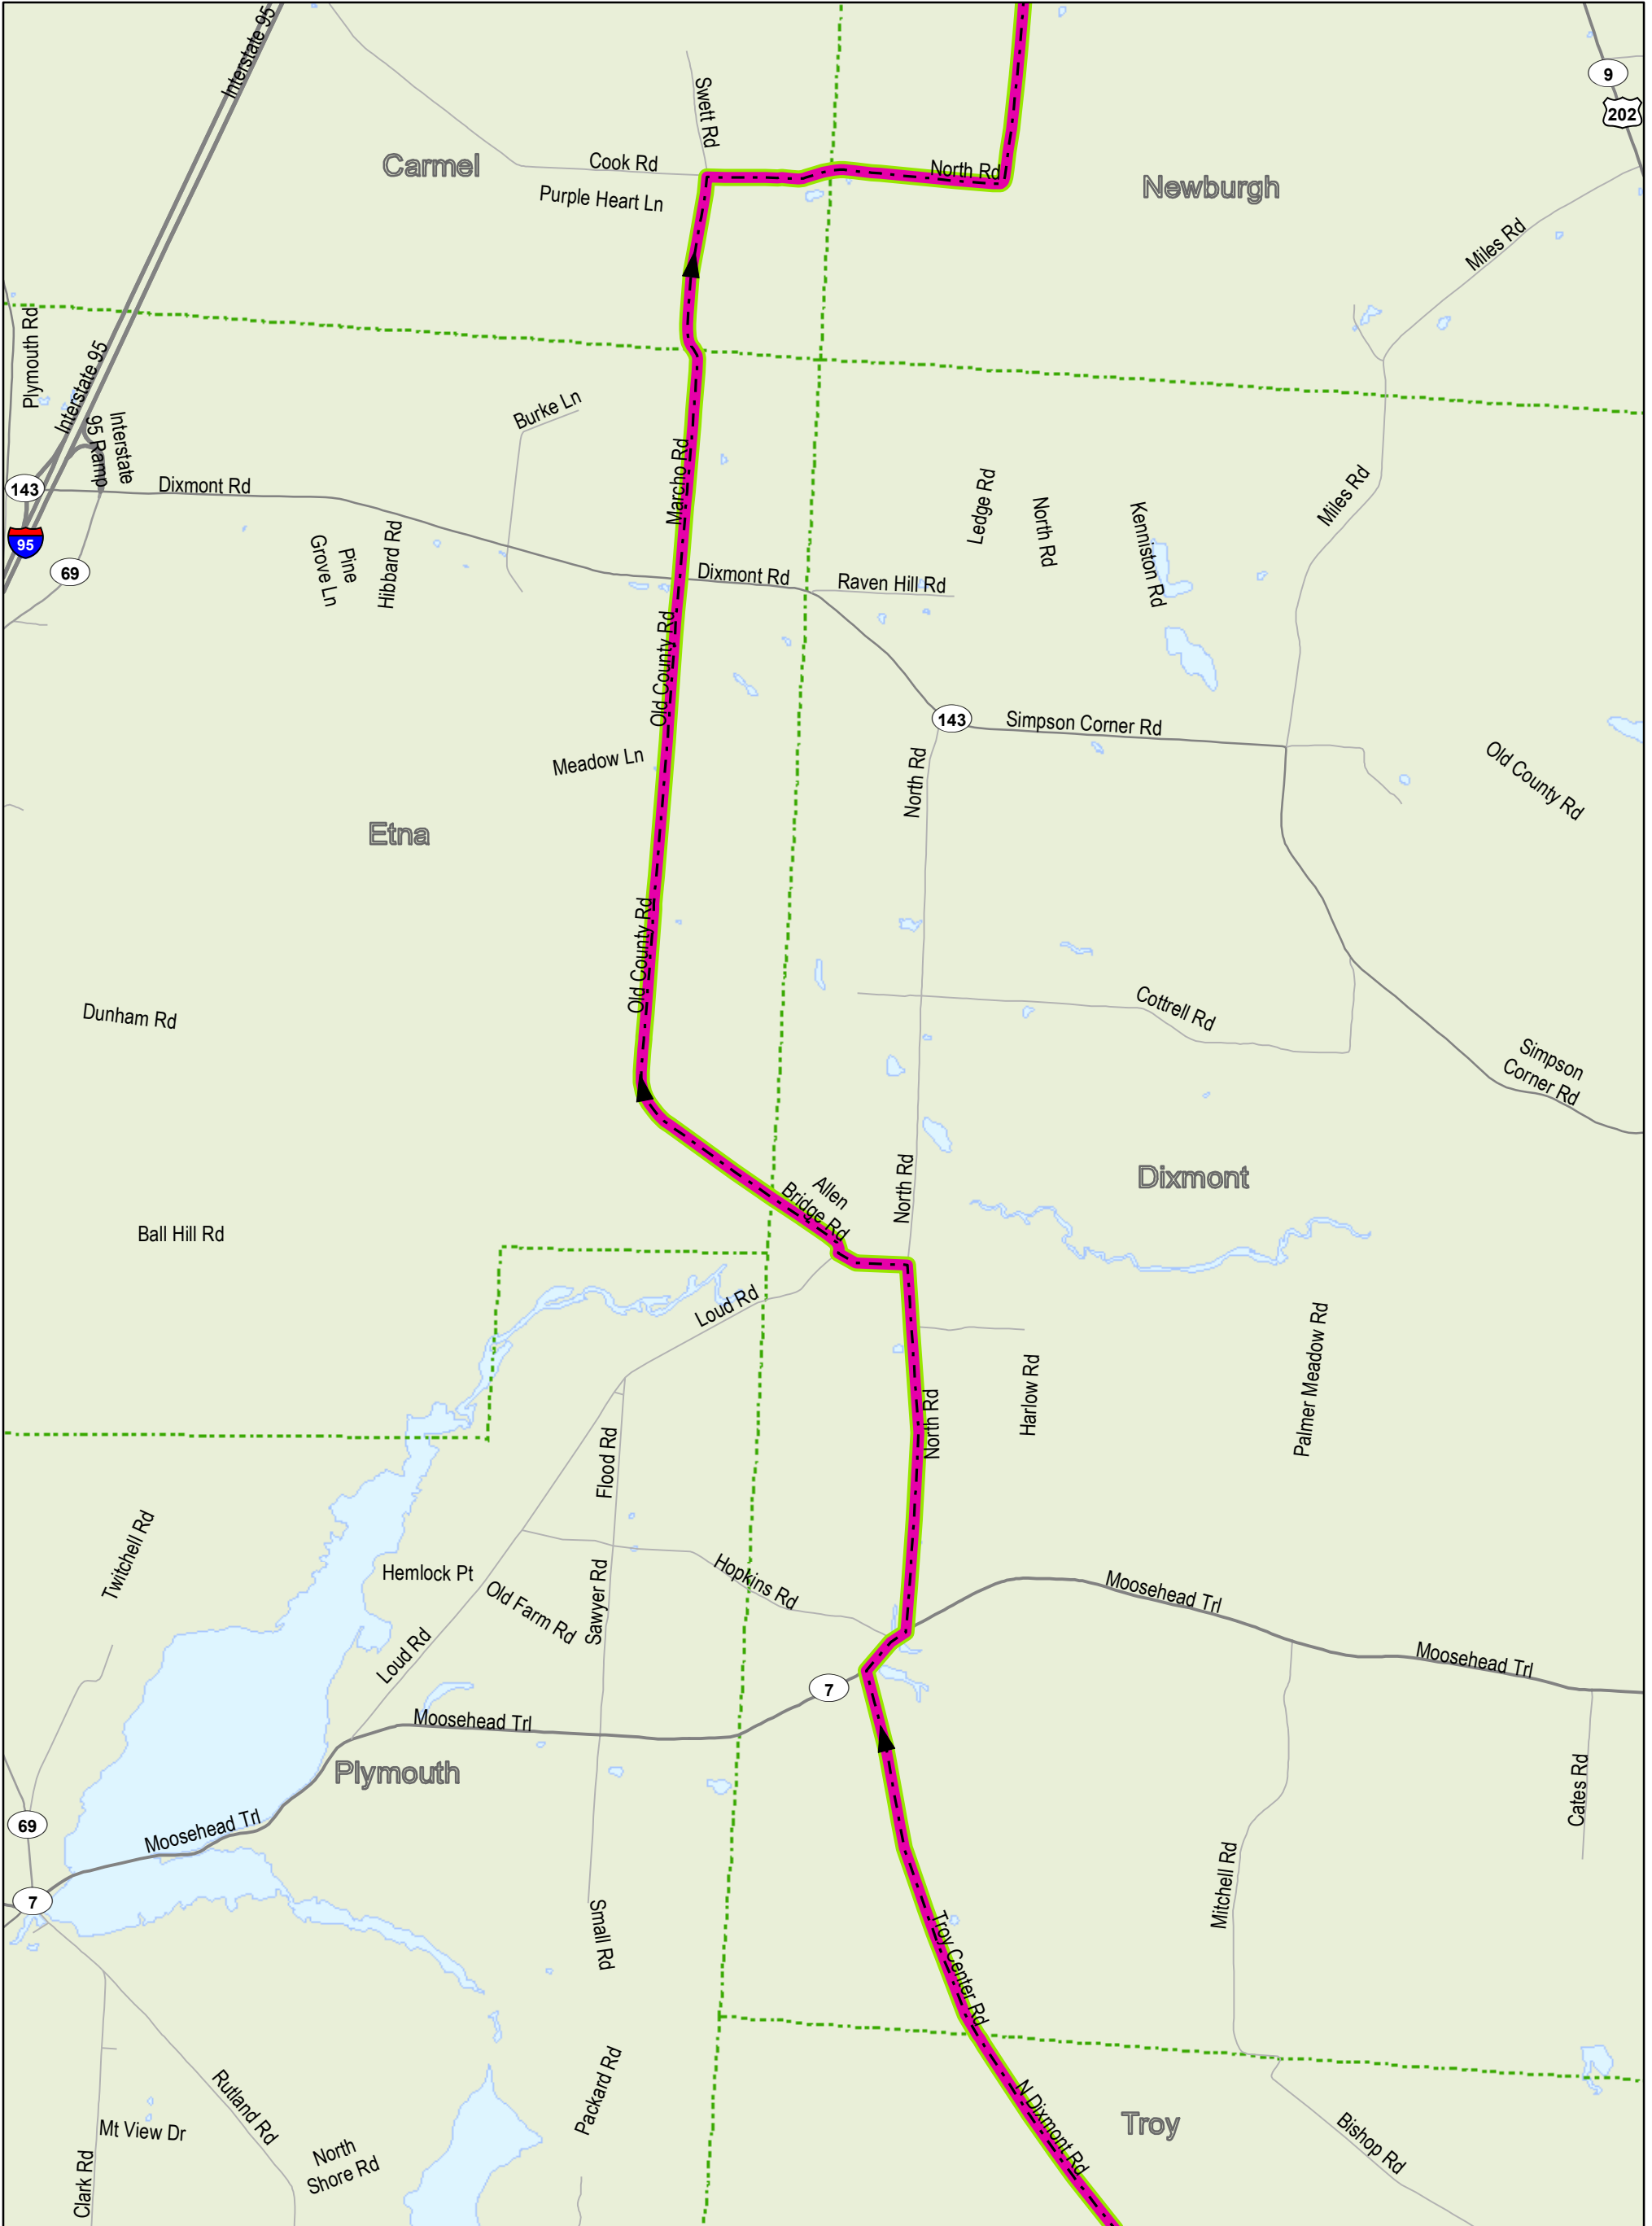 Interstate 95
9
202
Swett Rd
Carmel
Cook Rd
North Rd
Newburgh
Purple Heart Ln
Miles Rd
Plymouth Rd
Interstate 95
Interstate
95 Ramp
Burke Ln
Marcho Rd
Ledge Rd
North Rd
Kenniston Rd
Miles Rd
143
Dixmont Rd
95
69
Pine
Grove Ln
Hibbard Rd
Dixmont Rd
Raven Hill Rd
Old County Rd
143
Simpson Corner Rd
Meadow Ln
North Rd
Old County Rd
Etna
Old County Rd
Dunham Rd
Cottrell Rd
Simpson
Corner Rd
Allen
Bridge Rd
North Rd
Dixmont
Ball Hill Rd
Loud Rd
Harlow Rd
Palmer Meadow Rd
North Rd
Flood Rd
Twitchell Rd
Hemlock Pt
Old Farm Rd
Sawyer Rd
Hopkins Rd
Moosehead Trl
Loud Rd
Moosehead Trl
7
Moosehead Trl
Plymouth
69
Moosehead Trl
Cates Rd
7
Mitchell Rd
Small Rd
Troy Center Rd
Packard Rd
Rutland Rd
Mt View Dr
North
Shore Rd
Clark Rd
N Dixmont Rd
Troy
Bishop Rd